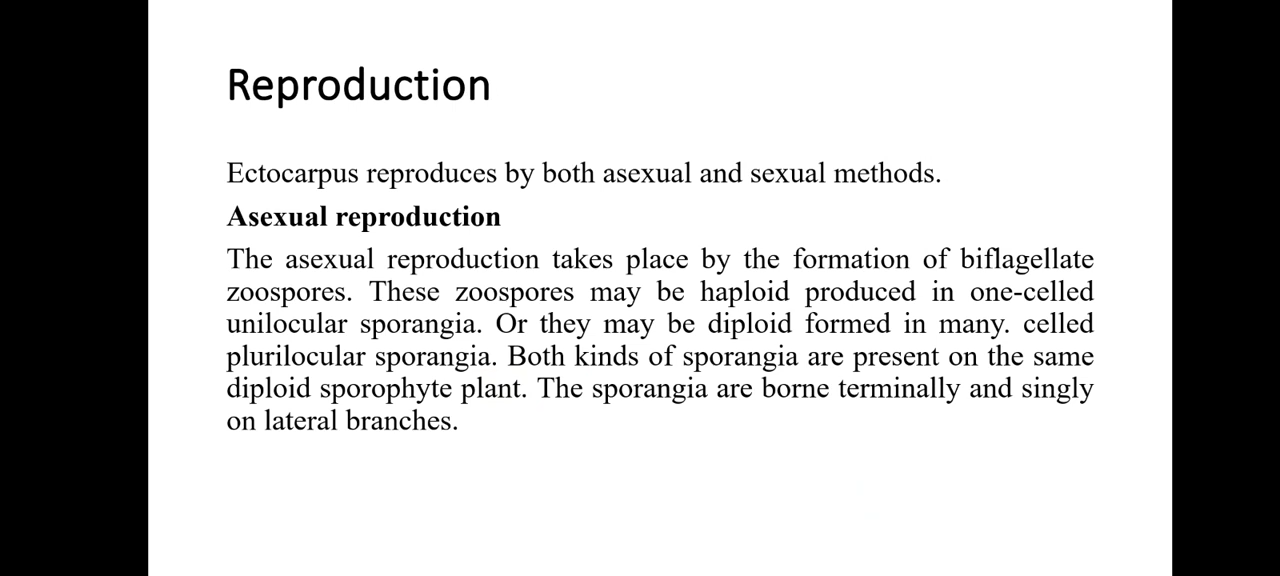 Reproduction
Ectocarpus reproduces by both asexual and sexual methods.
Asexual reproduction
The asexual reproduction takes place by the formation of biflagellate
zoospores. These zoospores may be haploid produced in one-celled
unilocular sporangia. Or they may be diploid formed in many. celled
plurilocular sporangia. Both kinds of sporangia are present on the same
diploid sporophyte plant. The sporangia are borne terminally and singly
on lateral branches.